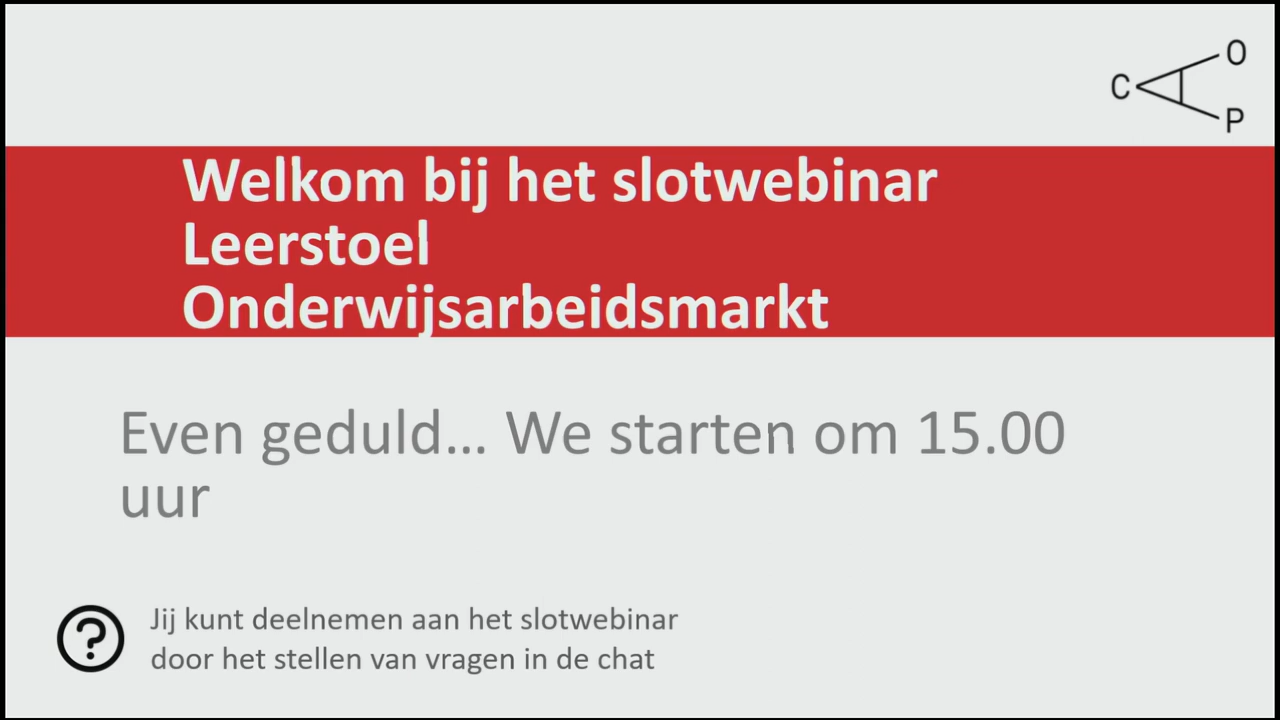 C A O P
Welkom bij het slotwebinar
Leerstoel
Onderwijsarbeidsmarkt
Even geduld... We starten om 15.00
uur
?
Jij kunt deelnemen aan het slotwebinar
door het stellen van vragen in de chat